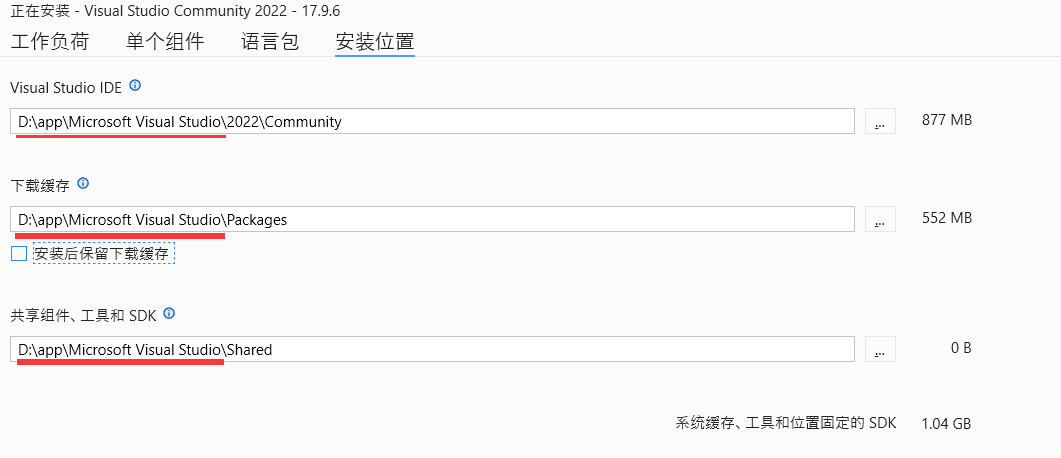 正在安装 - Visual Studio Community 2022 - 17.9.6
工作负荷 单个组件 语言包 安装位置
Visual Studio IDE
D:\app\Microsoft Visual Studio\2022\Community ... 877 MB
下载缓存
D:\app\Microsoft Visual Studio\Packages ... 552 MB
安装后保留下载缓存
共享组件、工具和 SDK
D:\app\Microsoft Visual Studio\Shared ... 0 B
系统缓存、工具和位置固定的 SDK 1.04 GB